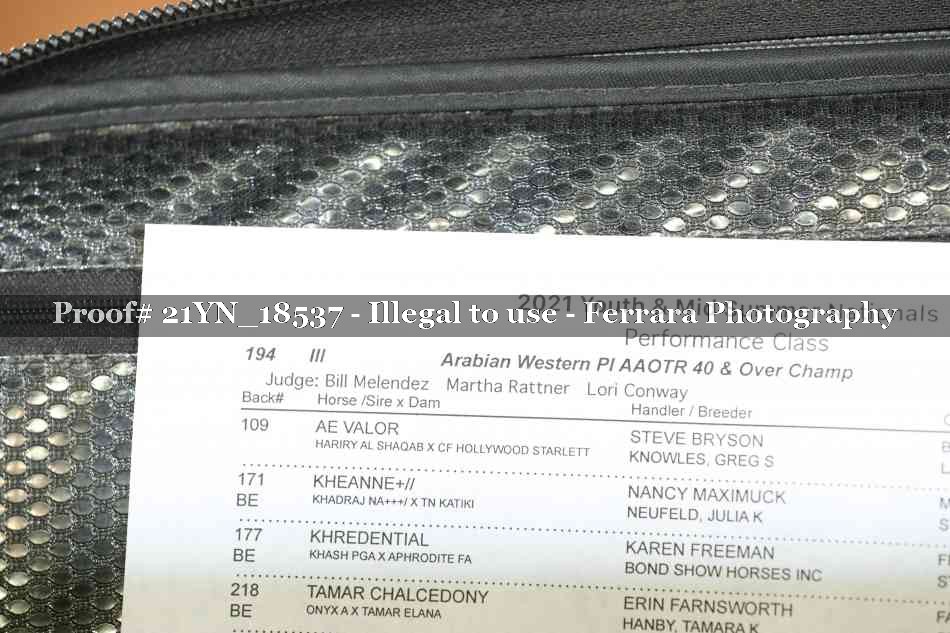 2021 Youth & Mid Summer Nationals
Proof# 21YN_18537 - Illegal to use - Ferrara Photography
Performance Class
194 III Arabian Western Pl AAOTR 40 & Over Champ
Judge: Bill Melendez Martha Rattner Lori Conway
Back# Horse /Sire x Dam Handler / Breeder
109 AE VALOR STEVE BRYSON
HARIRY AL SHAQAB X CF HOLLYWOOD STARLETT KNOWLES, GREG S
171 KHEANNE+// NANCY MAXIMUCK
BE KHADRAJ NA+++/ X TN KATIKI NEUFELD, JULIA K
177 KHREDENTIAL KAREN FREEMAN
BE KHASH PGA X APHRODITE FA BOND SHOW HORSES INC
218 TAMAR CHALCEDONY ERIN FARNSWORTH
BE ONYX A X TAMAR ELANA HANBY, TAMARA K